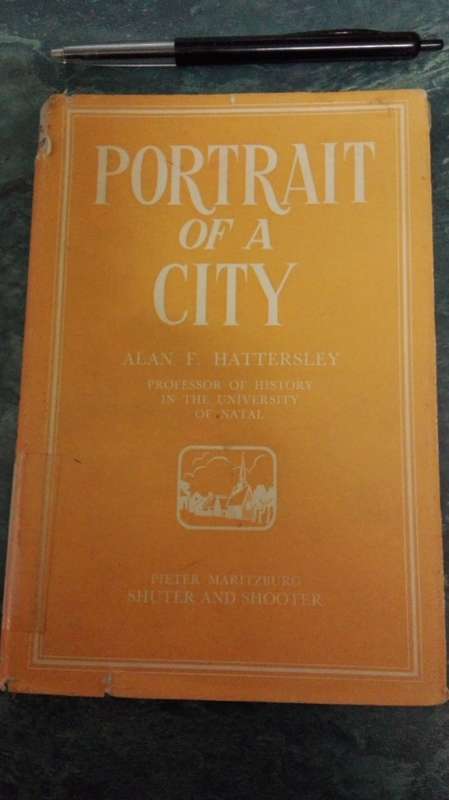 PORTRAIT
OF A
CITY
ALAN F. HATTERSLEY
PROFESSOR OF HISTORY
IN THE UNIVERSITY
OF NATAL
PIETER MARITZBURG
SHUTER AND SHOOTER